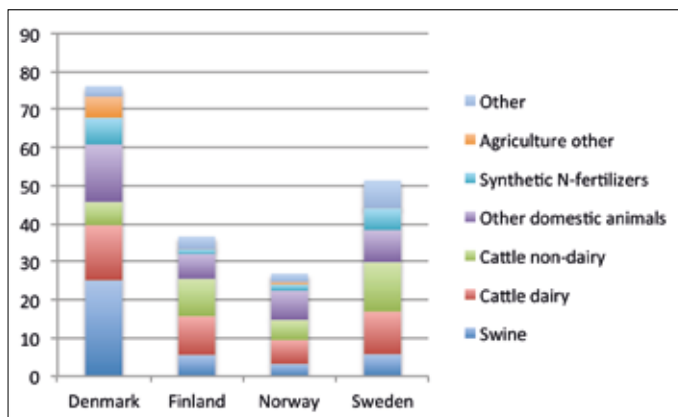 90
80
70
60
50
40
30
20
10
0
Denmark Finland Norway Sweden
Other
Agriculture other
Synthetic N-fertilizers
Other domestic animals
Cattle non-dairy
Cattle dairy
Swine